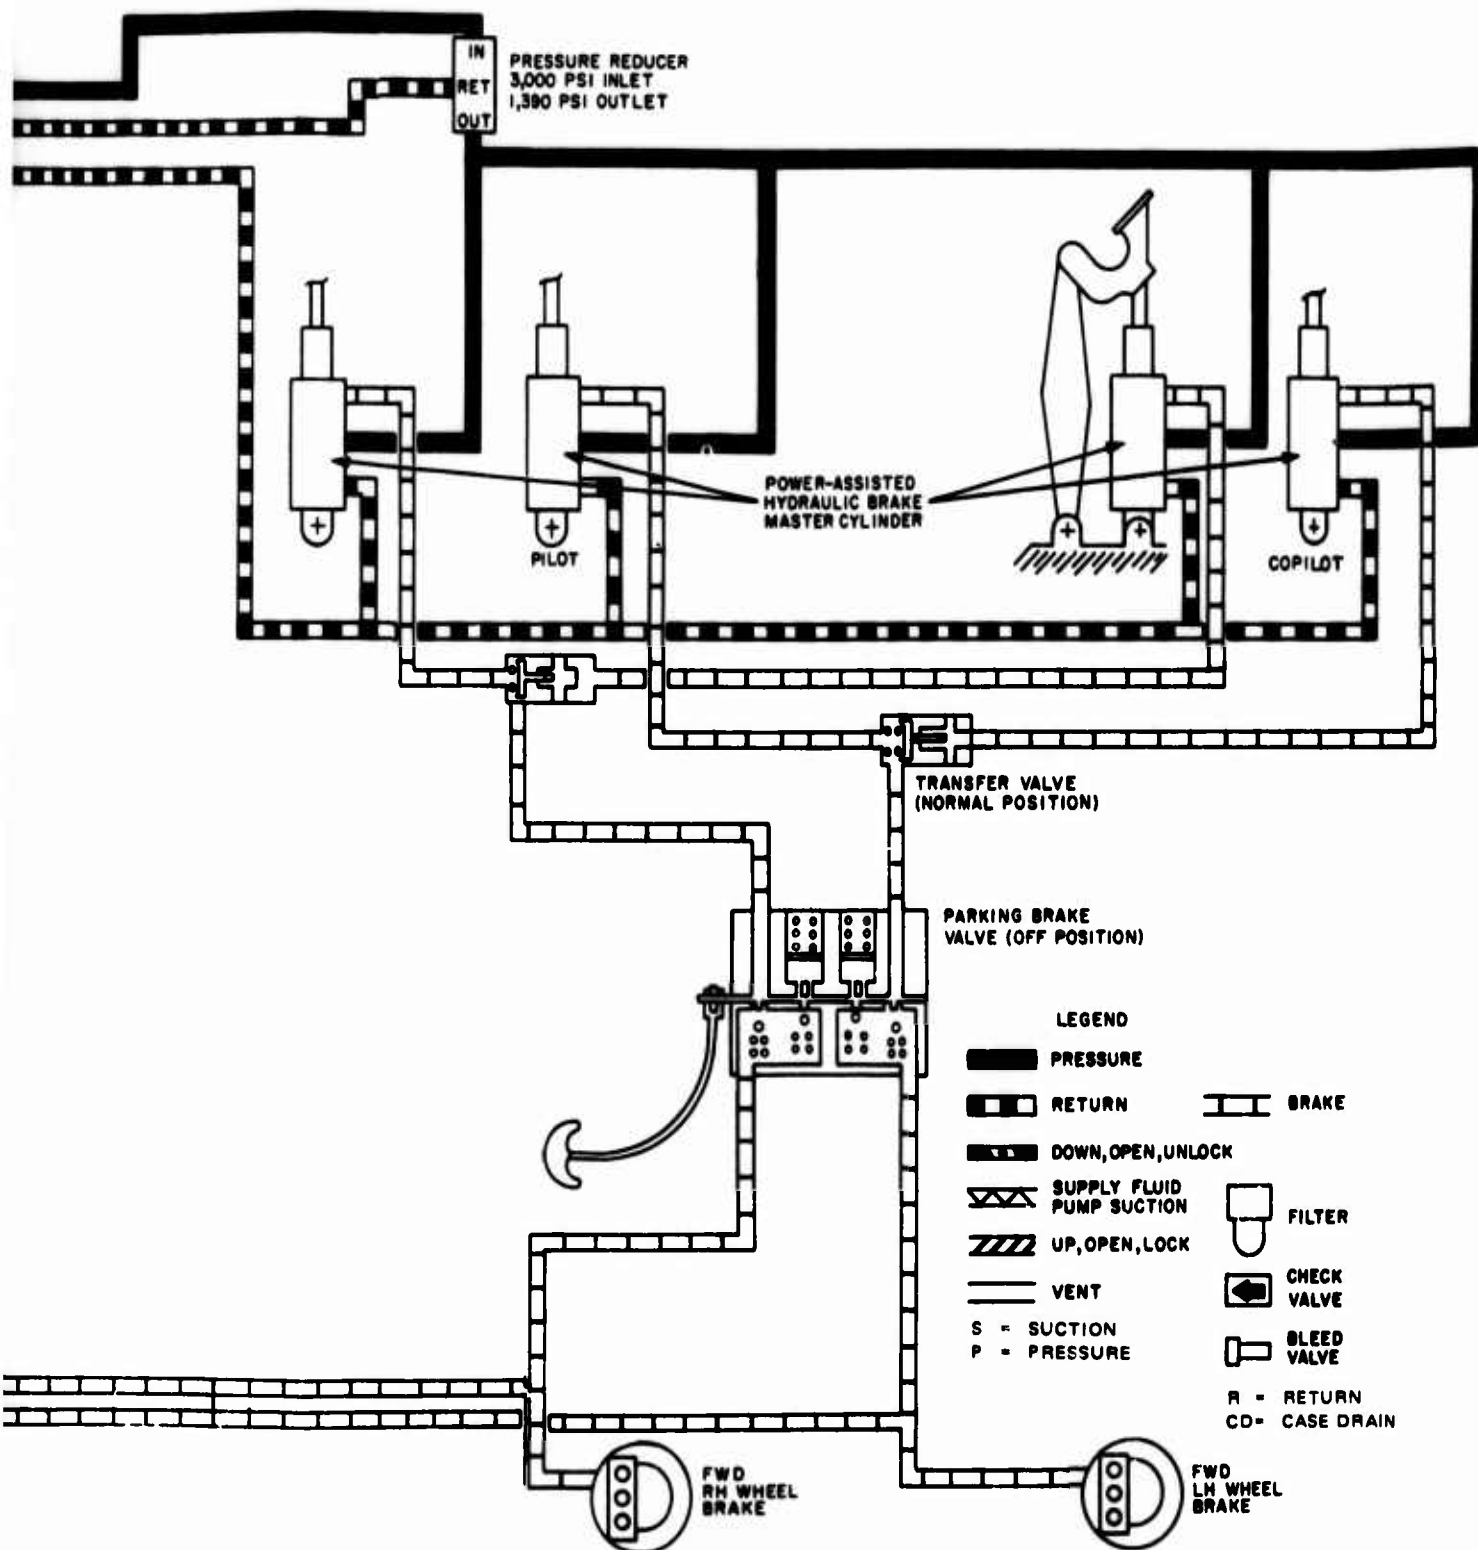 IN
RET
OUT
PRESSURE REDUCER
3,000 PSI INLET
1,390 PSI OUTLET
POWER-ASSISTED
HYDRAULIC BRAKE
MASTER CYLINDER
PILOT
COPILOT
TRANSFER VALVE
(NORMAL POSITION)
PARKING BRAKE
VALVE (OFF POSITION)
LEGEND
PRESSURE
RETURN
BRAKE
DOWN, OPEN, UNLOCK
SUPPLY FLUID
PUMP SUCTION
FILTER
UP, OPEN, LOCK
CHECK
VALVE
VENT
S = SUCTION
P = PRESSURE
BLEED
VALVE
R = RETURN
CD= CASE DRAIN
FWD
RH WHEEL
BRAKE
FWD
LH WHEEL
BRAKE